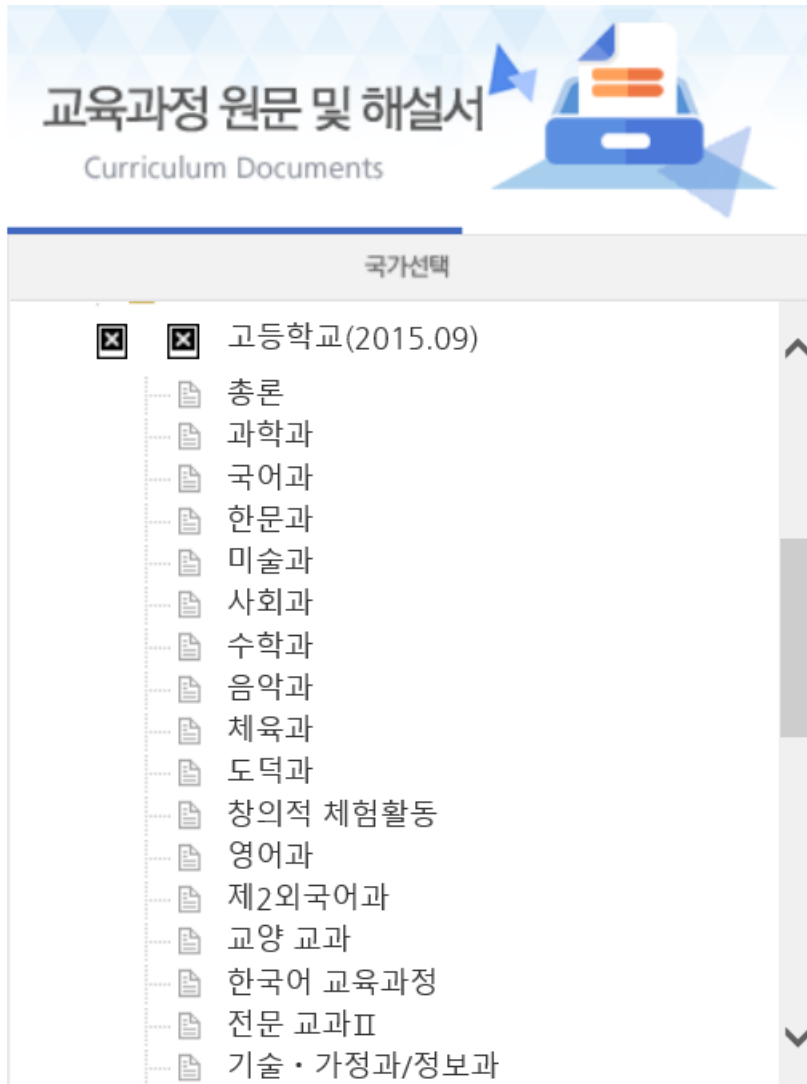 교육과정 원문 및 해설서
Curriculum Documents
국가선택
고등학교(2015.09)
총론
과학과
국어과
한문과
미술과
사회과
수학과
음악과
체육과
도덕과
창의적 체험활동
영어과
제2외국어과
교양 교과
한국어 교육과정
전문 교과Ⅱ
기술・가정과/정보과